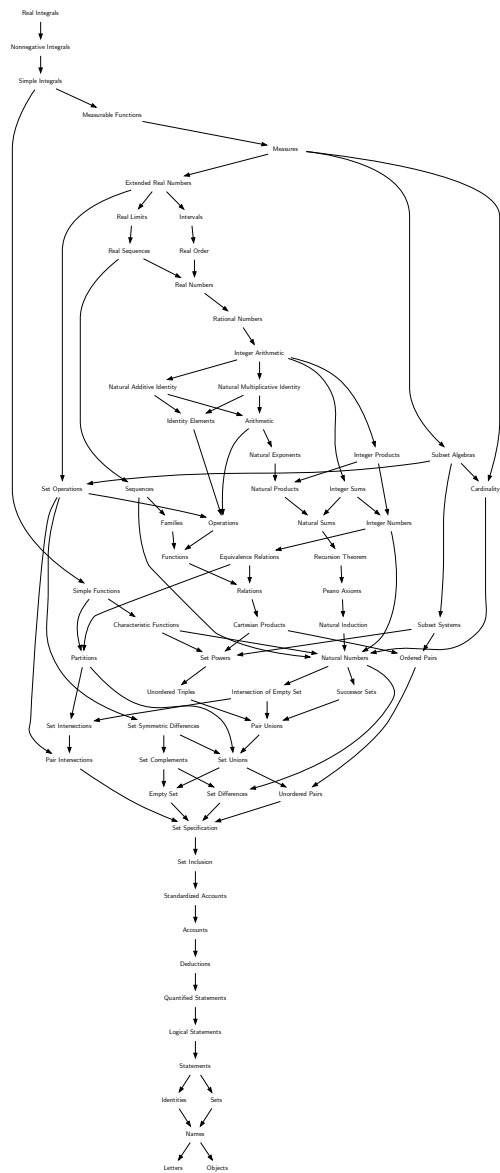 Real Integrals
Nonnegative Integrals
Simple Integrals
Measurable Functions
Measures
Extended Real Numbers
Real Limits
Intervals
Real Sequences
Real Order
Real Numbers
Rational Numbers
Integer Arithmetic
Natural Additive Identity
Natural Multiplicative Identity
Identity Elements
Arithmetic
Natural Exponents
Integer Products
Subset Algebras
Set Operations
Sequences
Natural Products
Integer Sums
Cardinality
Families
Operations
Natural Sums
Integer Numbers
Functions
Equivalence Relations
Recursion Theorem
Simple Functions
Relations
Peano Axioms
Characteristic Functions
Cartesian Products
Natural Induction
Subset Systems
Partitions
Set Powers
Natural Numbers
Ordered Pairs
Unordered Triples
Intersection of Empty Set
Successor Sets
Set Intersections
Set Symmetric Differences
Pair Unions
Pair Intersections
Set Complements
Set Unions
Empty Set
Set Differences
Unordered Pairs
Set Specification
Set Inclusion
Standardized Accounts
Accounts
Deductions
Quantified Statements
Logical Statements
Statements
Identities
Sets
Names
Letters
Objects